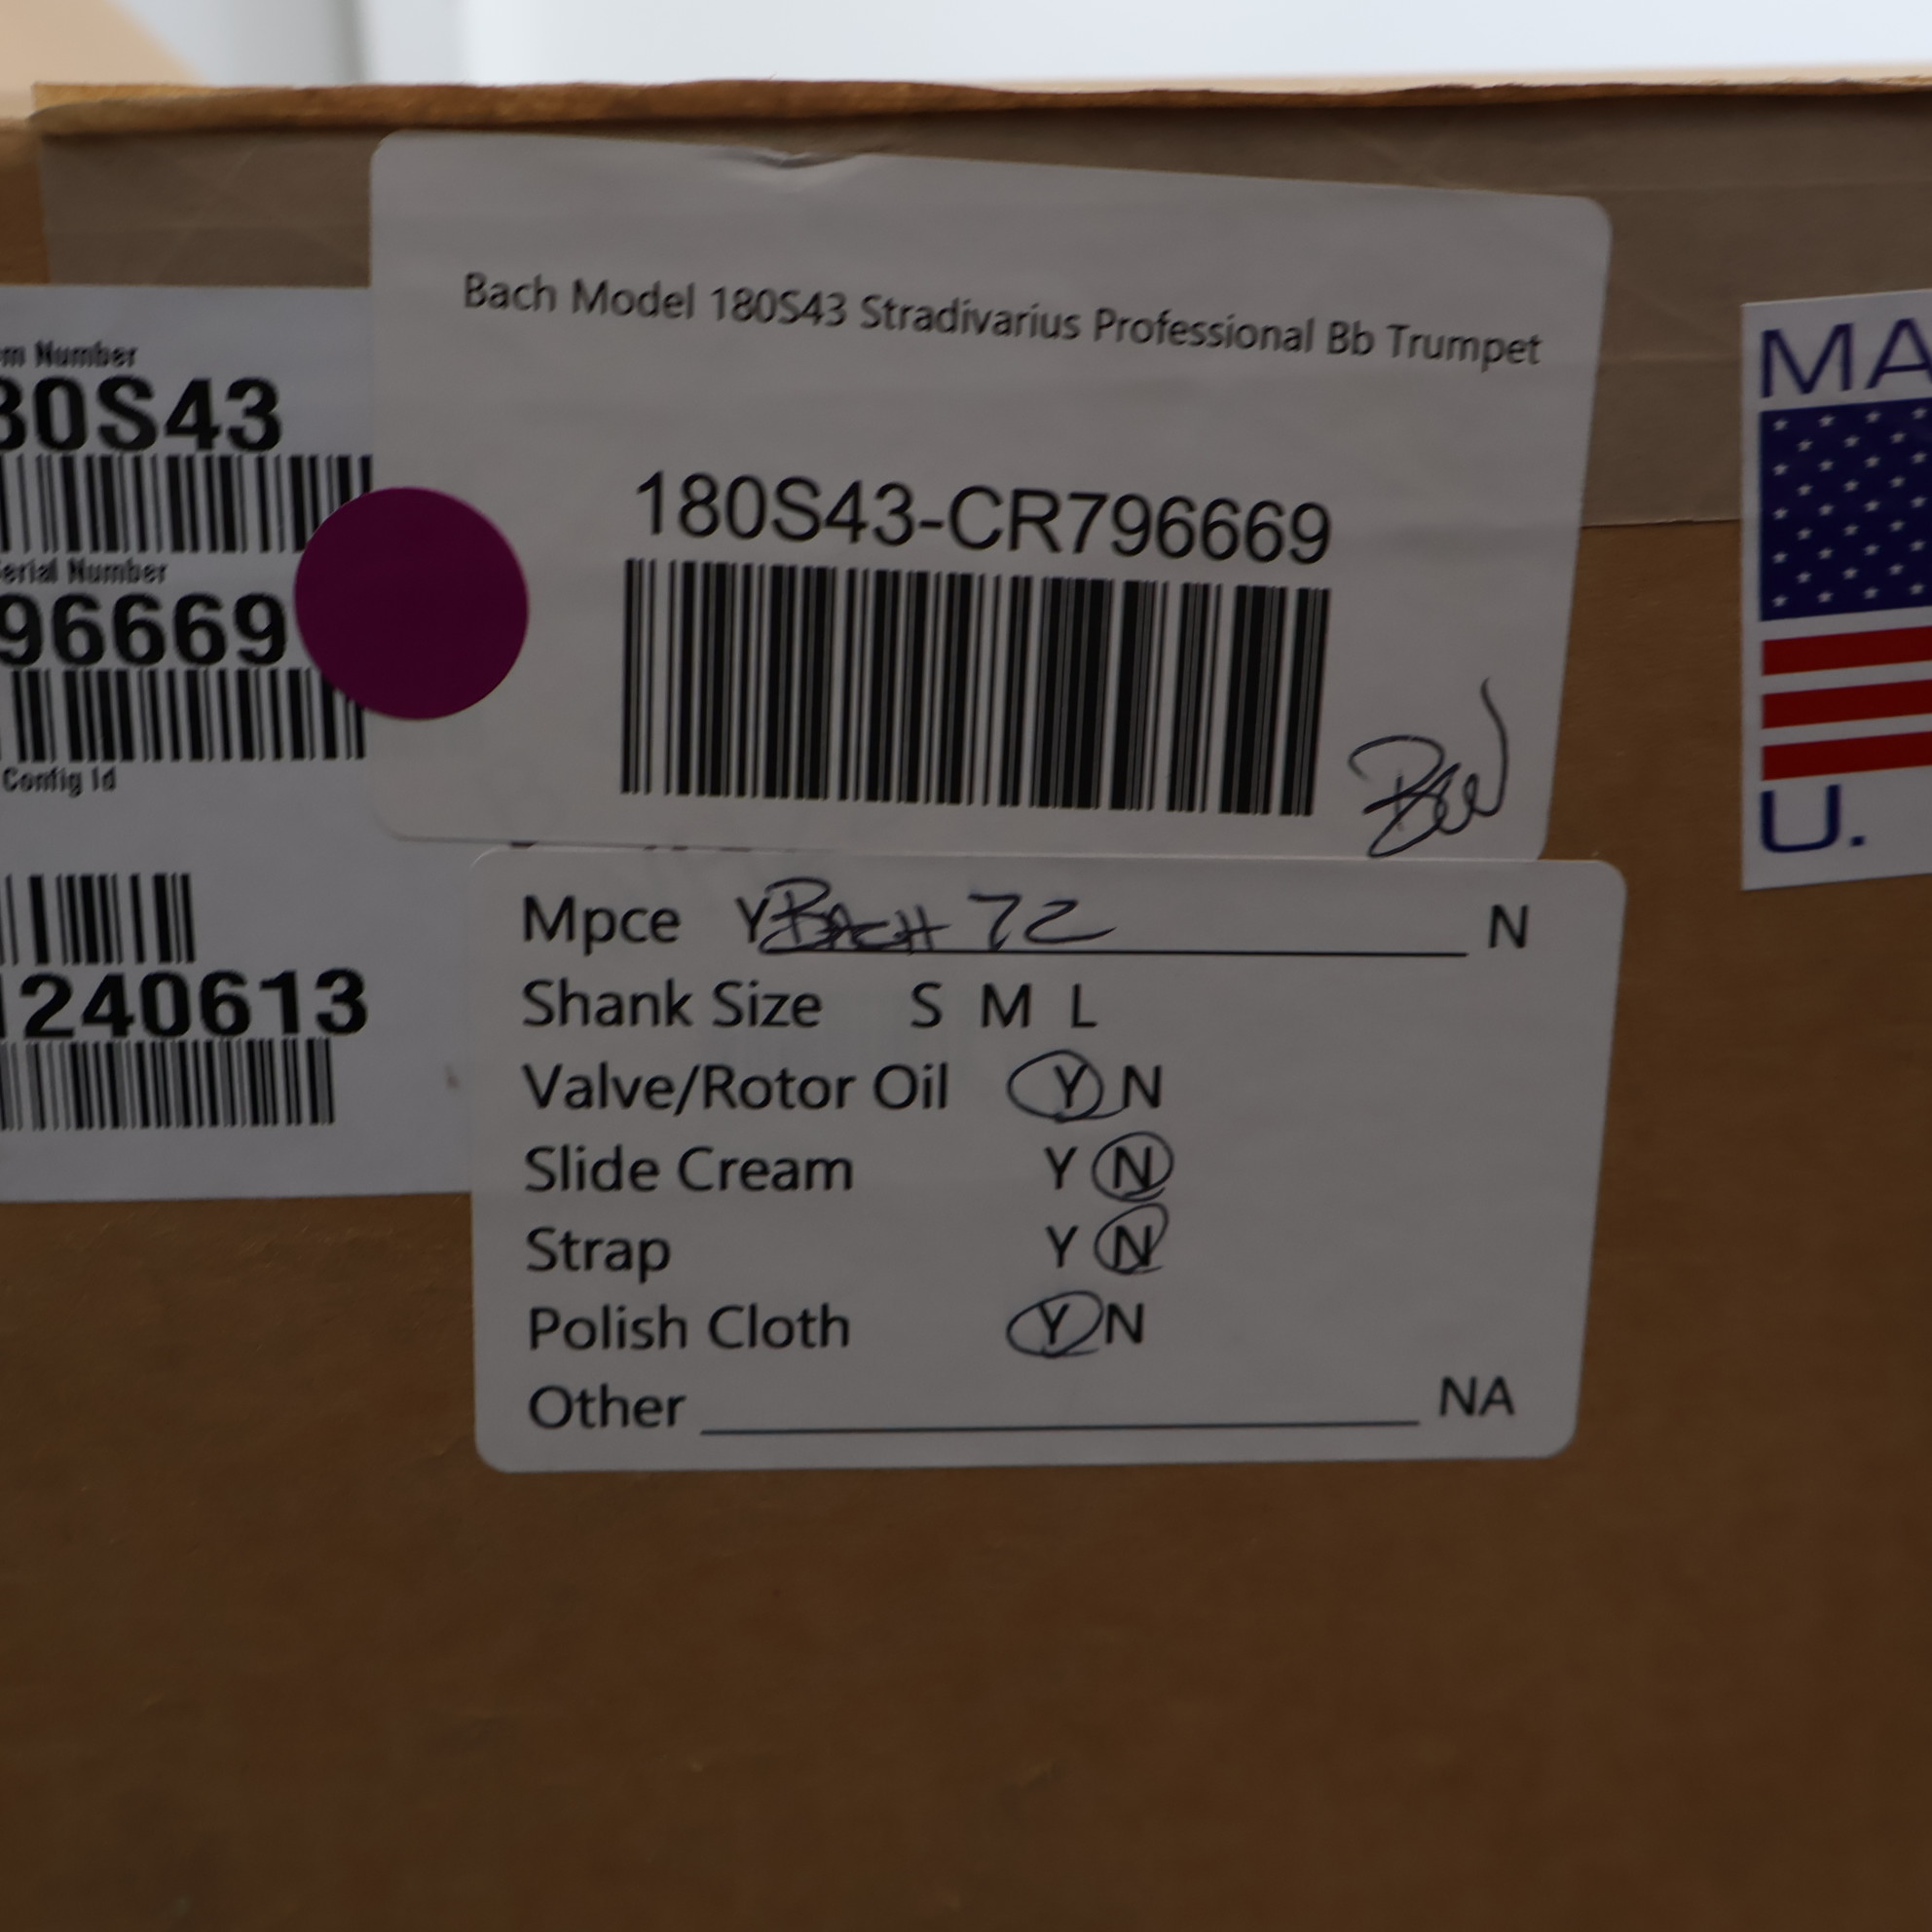 Bach Model 180S43 Stradivarius Professional Bb Trumpet
180S43-CR796669
m Number
80S43
erial Number
96669
Config Id
1240613
MA
U.
Mpce Y BACH 7C N
Shank Size S M L
Valve/Rotor Oil Y N
Slide Cream Y N
Strap Y N
Polish Cloth Y N
Other NA